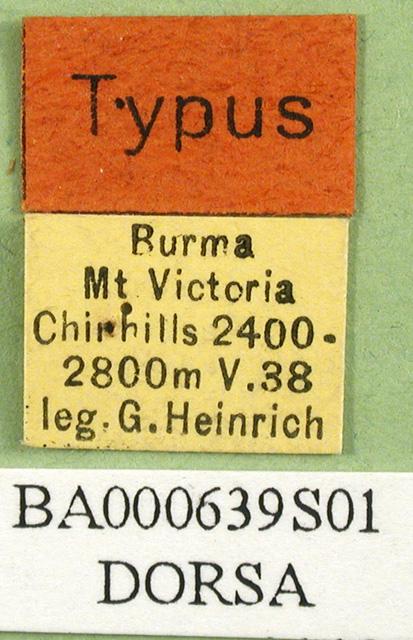 Typus
Burma
Mt Victoria
Chinhills 2400-
2800m V.38
leg. G. Heinrich
BA000639S01
DORSA